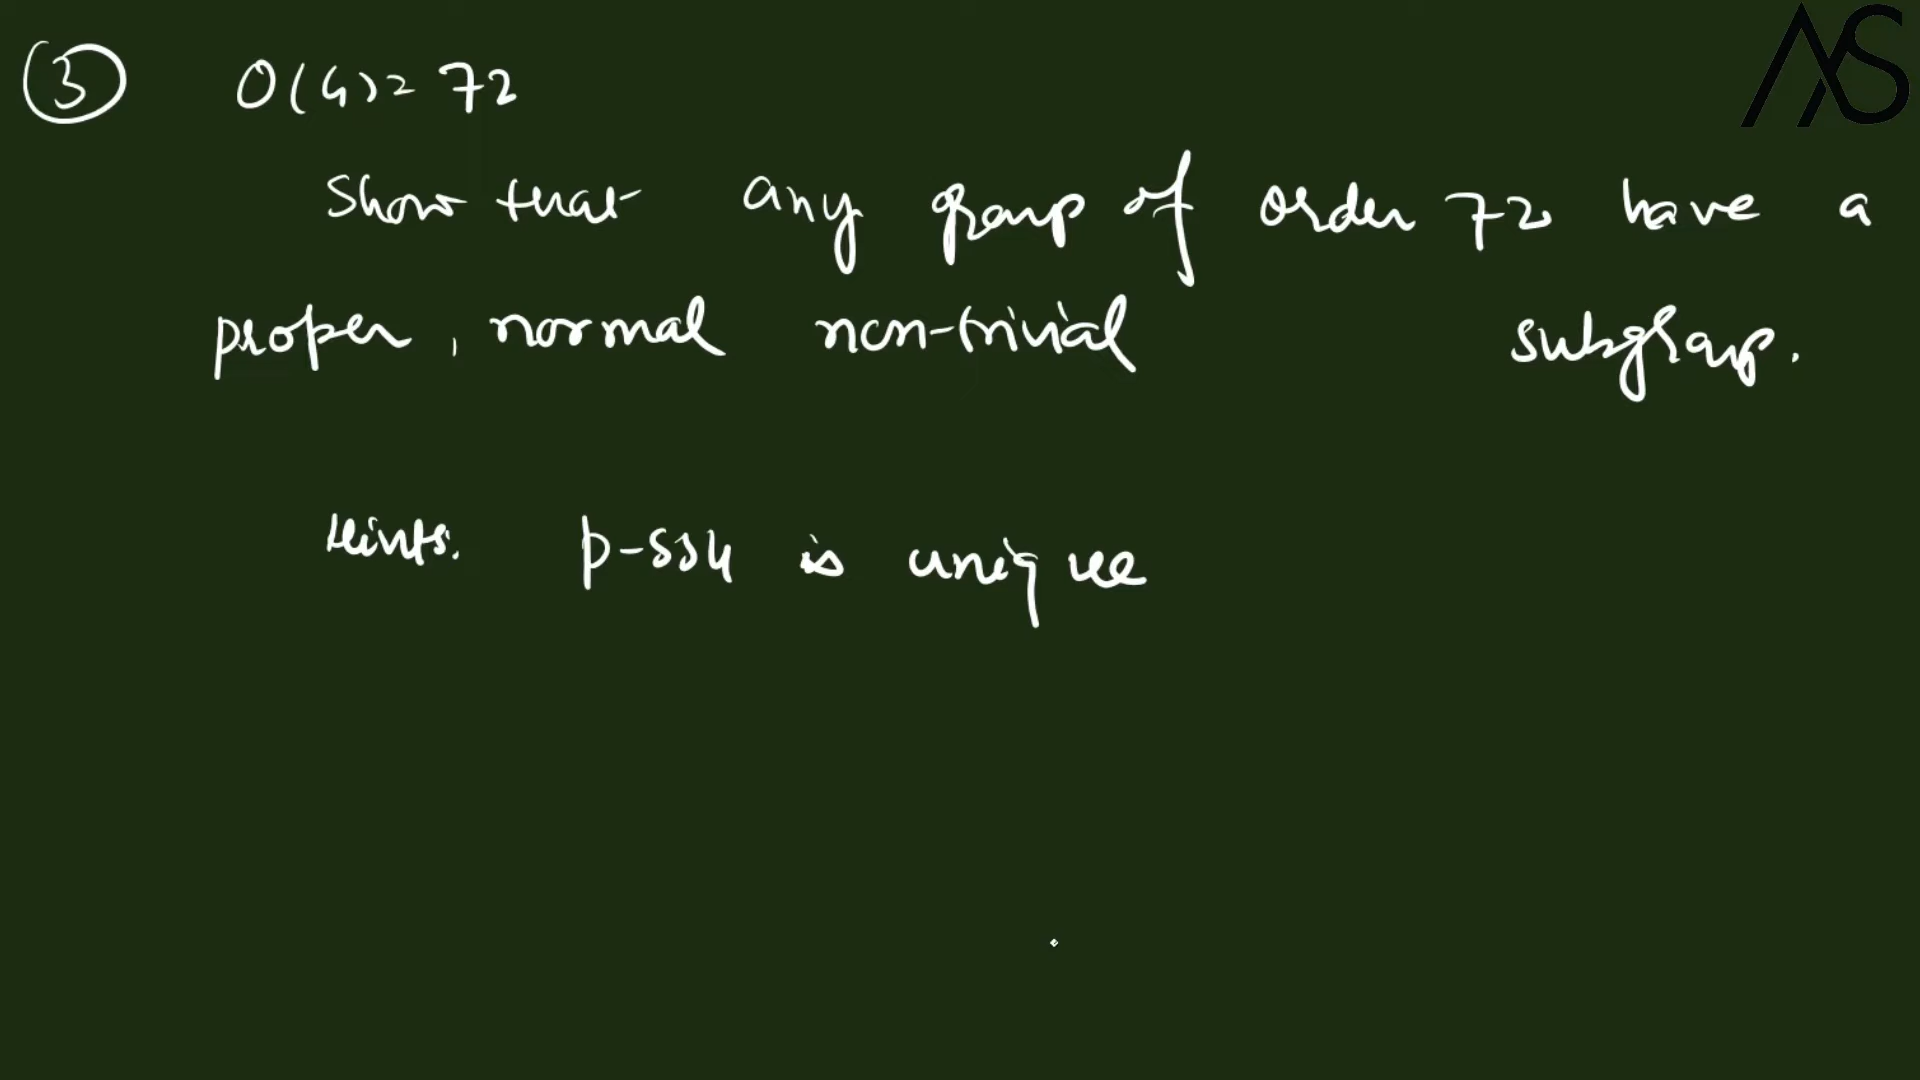 AS
③ O(G)= 72
Show that any group of order 72 have a
proper, normal non-trivial subgroup.
Hints. p-SSG is unique